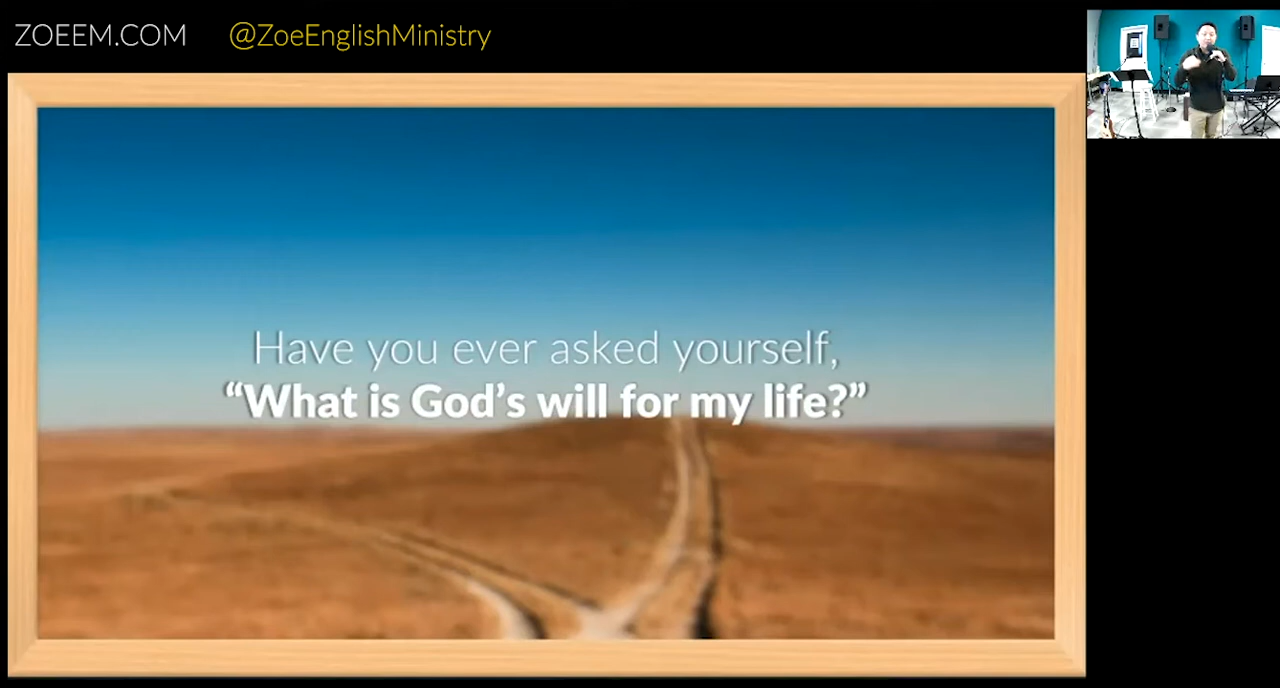 ZOEEM.COM @ZoeEnglishMinistry
Have you ever asked yourself,
“What is God’s will for my life?”